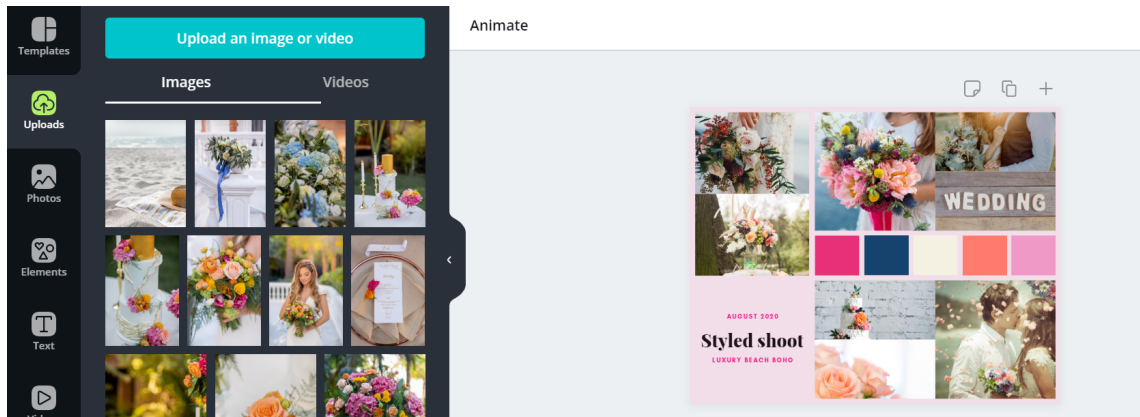 Templates
Uploads
Photos
Elements
Text
Upload an image or video
Images
Videos
Animate
WEDDING
AUGUST 2020
Styled shoot
LUXURY BEACH BOHO